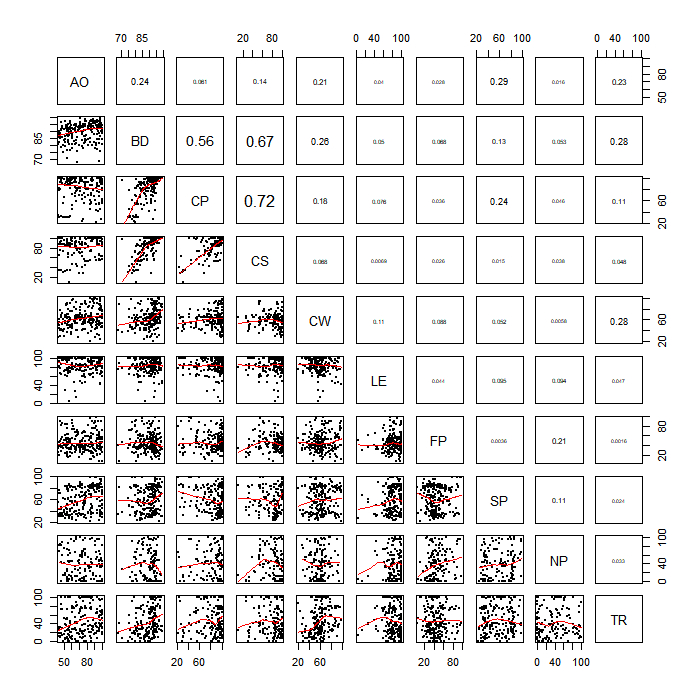 70 85 20 80 0 40 100 20 60 100 0 40 100
AO 0.24 0.061 0.14 0.21 0.04 0.028 0.29 0.016 0.23 50 80
70 85 BD 0.56 0.67 0.26 0.05 0.068 0.13 0.053 0.28
CP 0.72 0.18 0.076 0.036 0.24 0.046 0.11 20 80
20 80 CS 0.068 0.0069 0.026 0.015 0.038 0.048
CW 0.11 0.088 0.052 0.0058 0.28 20 60
0 40 100 LE 0.044 0.095 0.094 0.047
FP 0.0036 0.21 0.0016 20 80
20 60 100 SP 0.11 0.024
NP 0.033 0 40 100
0 40 100 TR
50 80 20 60 20 60 20 80 0 40 100